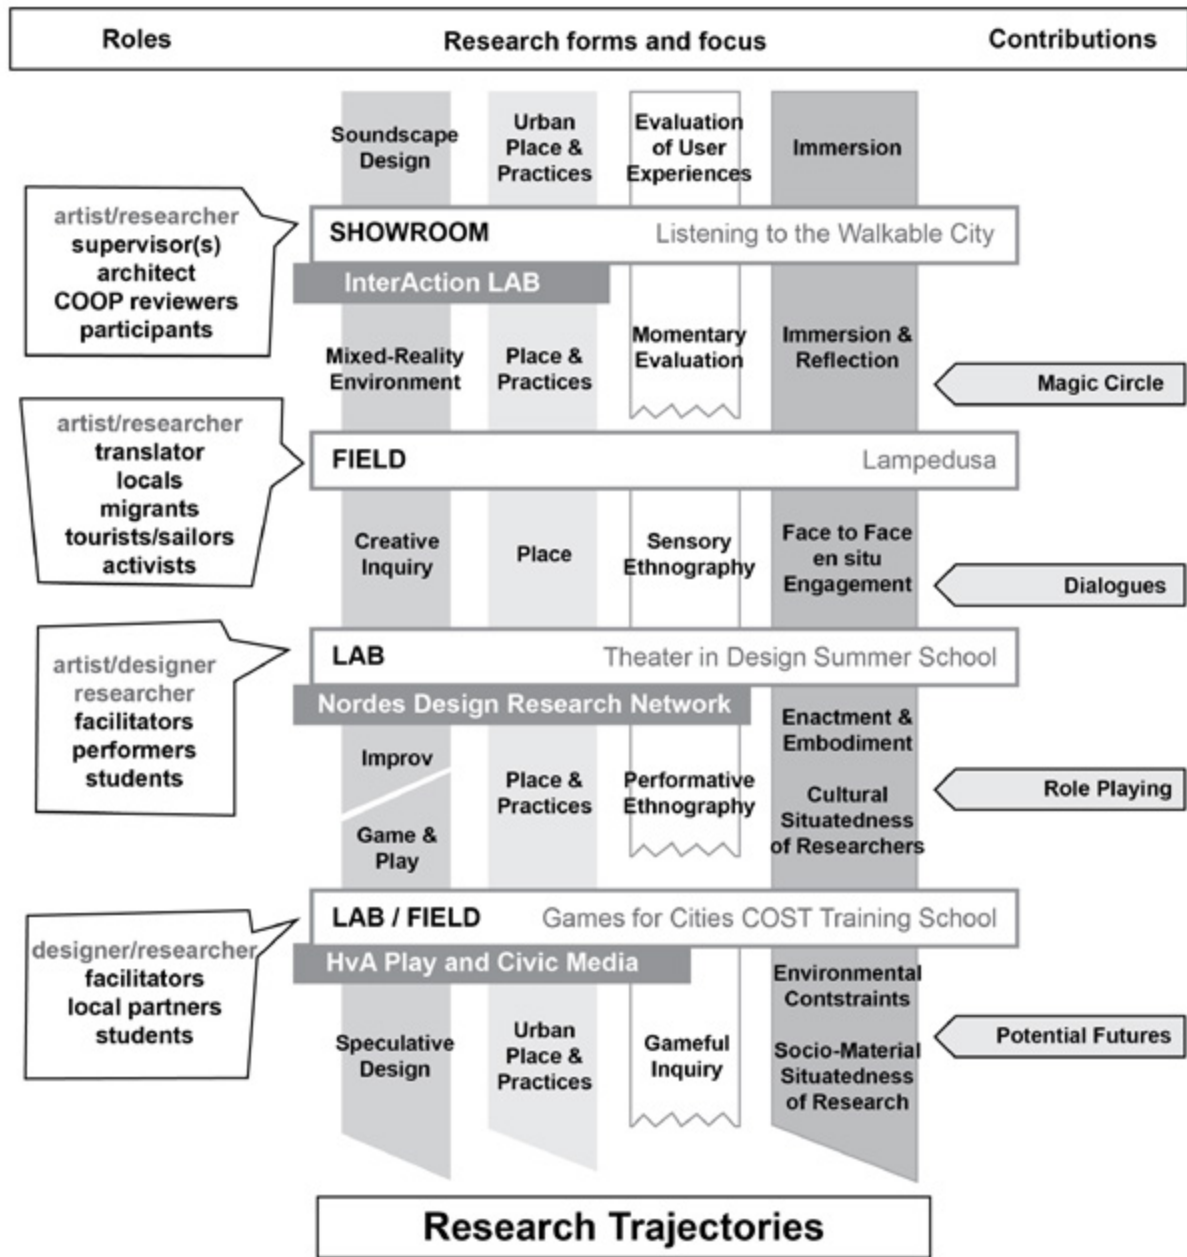 Roles
Research forms and focus
Contributions
Soundscape
Design
Urban
Place &
Practices
Evaluation
of User
Experiences
Immersion
artist/researcher
supervisor(s)
architect
COOP reviewers
participants
SHOWROOM
Listening to the Walkable City
InterAction LAB
Mixed-Reality
Environment
Place &
Practices
Momentary
Evaluation
Immersion &
Reflection
Magic Circle
artist/researcher
translator
locals
migrants
tourists/sailors
activists
FIELD
Lampedusa
Creative
Inquiry
Place
Sensory
Ethnography
Face to Face
en situ
Engagement
Dialogues
artist/designer
researcher
facilitators
performers
students
LAB
Theater in Design Summer School
Nordes Design Research Network
Improv
Game &
Play
Place &
Practices
Performative
Ethnography
Enactment &
Embodiment
Cultural
Situatedness
of Researchers
Role Playing
designer/researcher
facilitators
local partners
students
LAB / FIELD
Games for Cities COST Training School
HvA Play and Civic Media
Speculative
Design
Urban
Place &
Practices
Gameful
Inquiry
Environmental
Contstraints
Socio-Material
Situatedness
of Research
Potential Futures
Research Trajectories